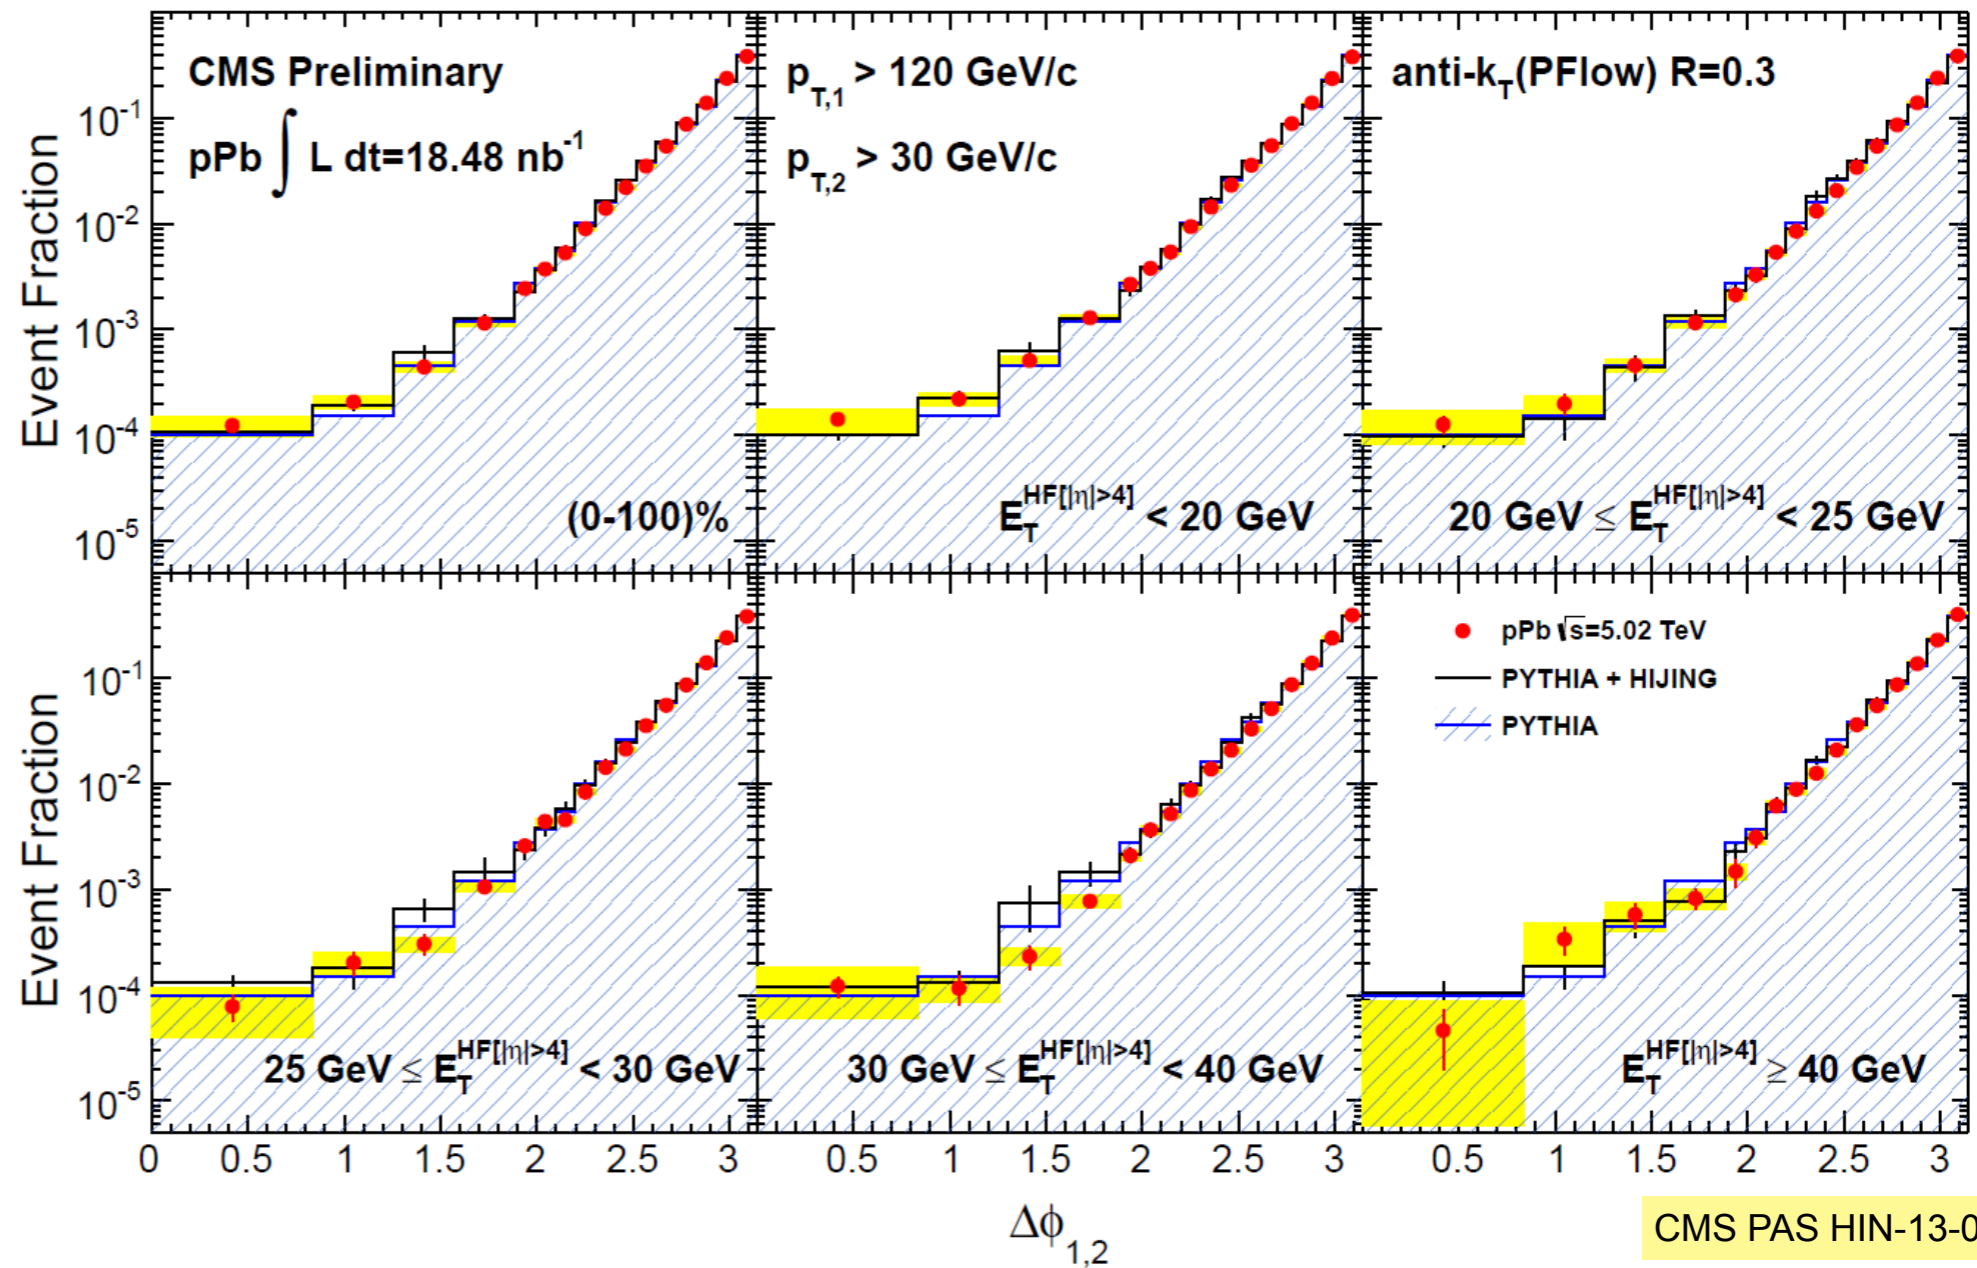 CMS Preliminary
pPb ∫ L dt=18.48 nb⁻¹
p_T,1 > 120 GeV/c
p_T,2 > 30 GeV/c
anti-k_T(PFlow) R=0.3
Event Fraction
10⁻¹
10⁻²
10⁻³
10⁻⁴
10⁻⁵
(0-100)%
E_T^HF[|η|>4] < 20 GeV
20 GeV ≤ E_T^HF[|η|>4] < 25 GeV
Event Fraction
10⁻¹
10⁻²
10⁻³
10⁻⁴
10⁻⁵
pPb √s=5.02 TeV
PYTHIA + HIJING
PYTHIA
25 GeV ≤ E_T^HF[|η|>4] < 30 GeV
30 GeV ≤ E_T^HF[|η|>4] < 40 GeV
E_T^HF[|η|>4] ≥ 40 GeV
0 0.5 1 1.5 2 2.5 3
0.5 1 1.5 2 2.5 3
0.5 1 1.5 2 2.5 3
Δϕ_1,2
CMS PAS HIN-13-0